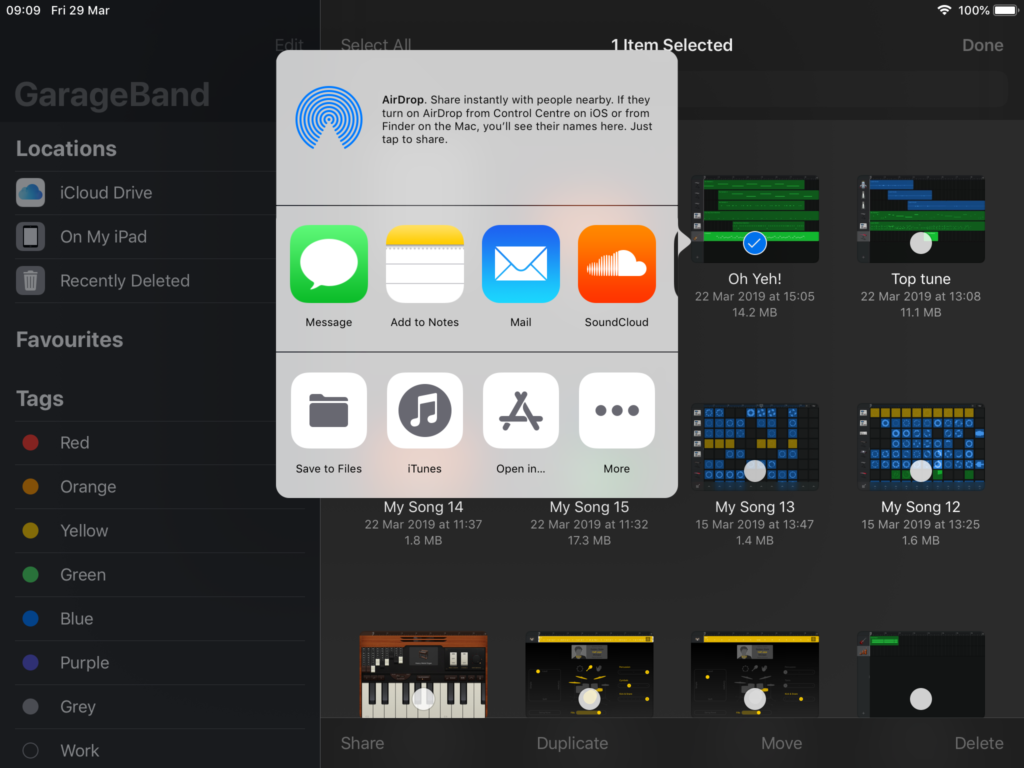 09:09 Fri 29 Mar
100%
Edit
Select All
1 Item Selected
Done
GarageBand
Locations
iCloud Drive
On My iPad
Recently Deleted
Favourites
Tags
Red
Orange
Yellow
Green
Blue
Purple
Grey
Work
AirDrop. Share instantly with people nearby. If they
turn on AirDrop from Control Centre on iOS or from
Finder on the Mac, you'll see their names here. Just
tap to share.
Message
Add to Notes
Mail
SoundCloud
Save to Files
iTunes
Open in...
More
Oh Yeh!
22 Mar 2019 at 15:05
14.2 MB
Top tune
22 Mar 2019 at 13:08
11.1 MB
My Song 14
22 Mar 2019 at 11:37
1.8 MB
My Song 15
22 Mar 2019 at 11:32
17.3 MB
My Song 13
15 Mar 2019 at 13:47
1.4 MB
My Song 12
15 Mar 2019 at 13:25
1.6 MB
Share
Duplicate
Move
Delete